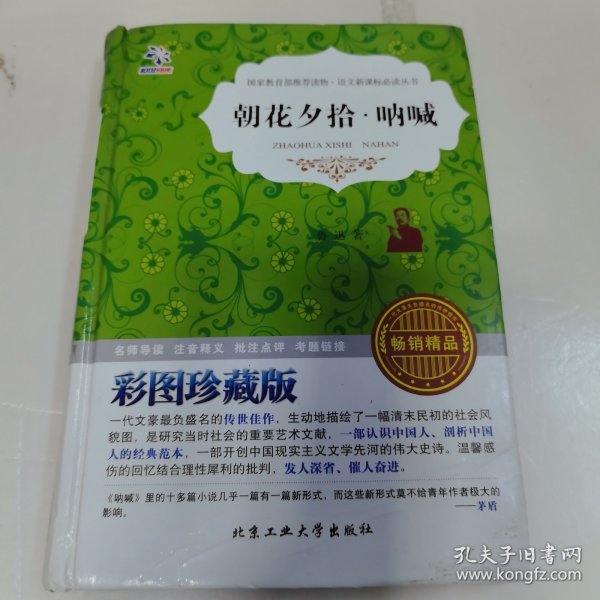 国家教育部推荐读物·语文新课标必读丛书
朝花夕拾·呐喊
ZHAOHUA XISHI NAHAN
鲁迅 著
畅销精品
名师导读 注音释义 批注点评 考题链接
彩图珍藏版
一代文豪最负盛名的传世佳作，生动地描绘了一幅清末民初的社会风
貌图，是研究当时社会的重要艺术文献，一部认识中国人、剖析中国
人的经典范本，一部开创中国现实主义文学先河的伟大史诗。温馨感
伤的回忆结合理性犀利的批判，发人深省、催人奋进。
《呐喊》里的十多篇小说几乎一篇有一篇新形式，而这些新形式莫不给青年作者极大的
影响。
——茅盾
北京工业大学出版社
孔夫子旧书网
www.kongfz.com